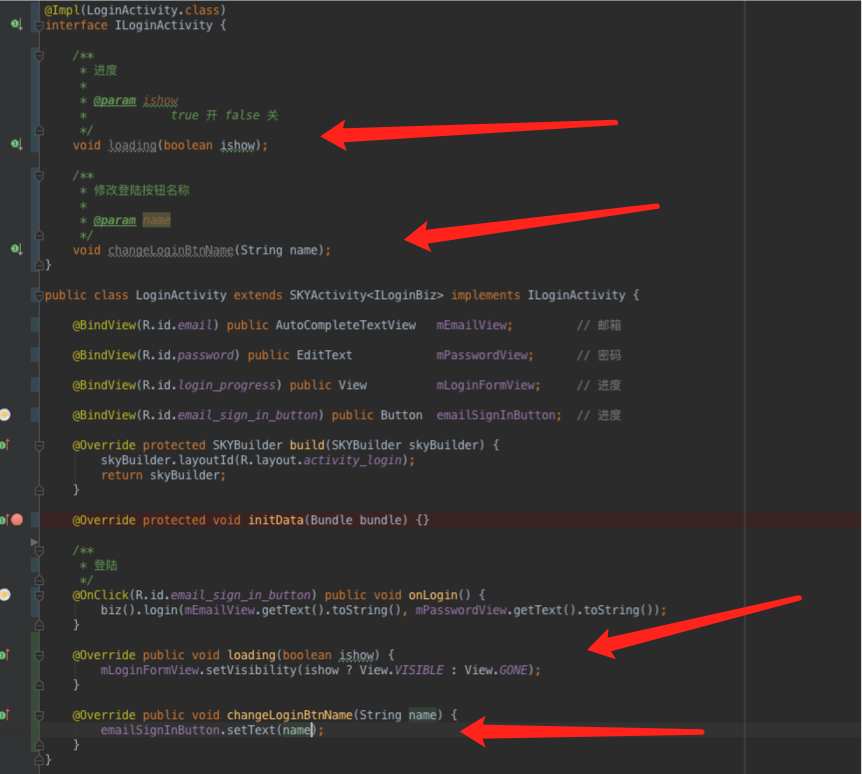 @Impl(LoginActivity.class)
interface ILoginActivity {
/**
* 进度
*
* @param ishow
* true 开 false 关
*/
void loading(boolean ishow);
/**
* 修改登陆按钮名称
*
* @param name
*/
void changeLoginBtnName(String name);
}
public class LoginActivity extends SKYActivity<ILoginBiz> implements ILoginActivity {
@BindView(R.id.email) public AutoCompleteTextView mEmailView; // 邮箱
@BindView(R.id.password) public EditText mPasswordView; // 密码
@BindView(R.id.login_progress) public View mLoginFormView; // 进度
@BindView(R.id.email_sign_in_button) public Button emailSignInButton; // 进度
@Override protected SKYBuilder build(SKYBuilder skyBuilder) {
skyBuilder.layoutId(R.layout.activity_login);
return skyBuilder;
}
@Override protected void initData(Bundle bundle) {}
/**
* 登陆
*/
@OnClick(R.id.email_sign_in_button) public void onLogin() {
biz().login(mEmailView.getText().toString(), mPasswordView.getText().toString());
}
@Override public void loading(boolean ishow) {
mLoginFormView.setVisibility(ishow ? View.VISIBLE : View.GONE);
}
@Override public void changeLoginBtnName(String name) {
emailSignInButton.setText(name);
}
}